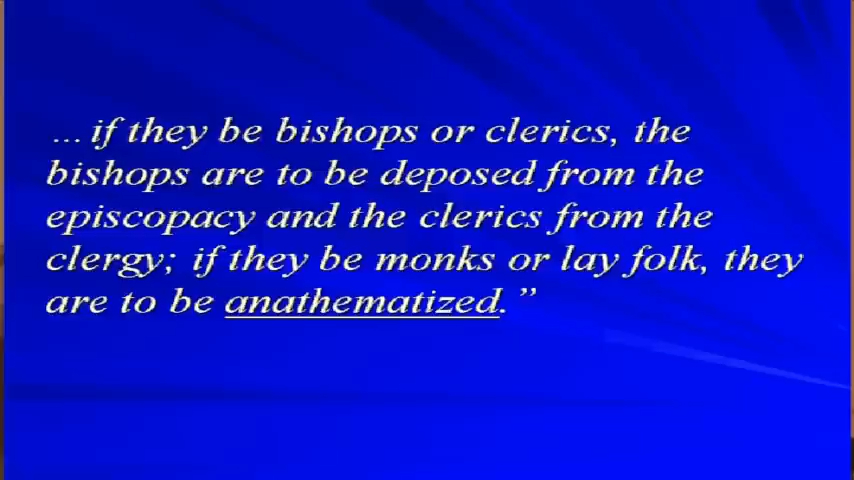 ... if they be bishops or clerics, the
bishops are to be deposed from the
episcopacy and the clerics from the
clergy; if they be monks or lay folk, they
are to be anathematized.”